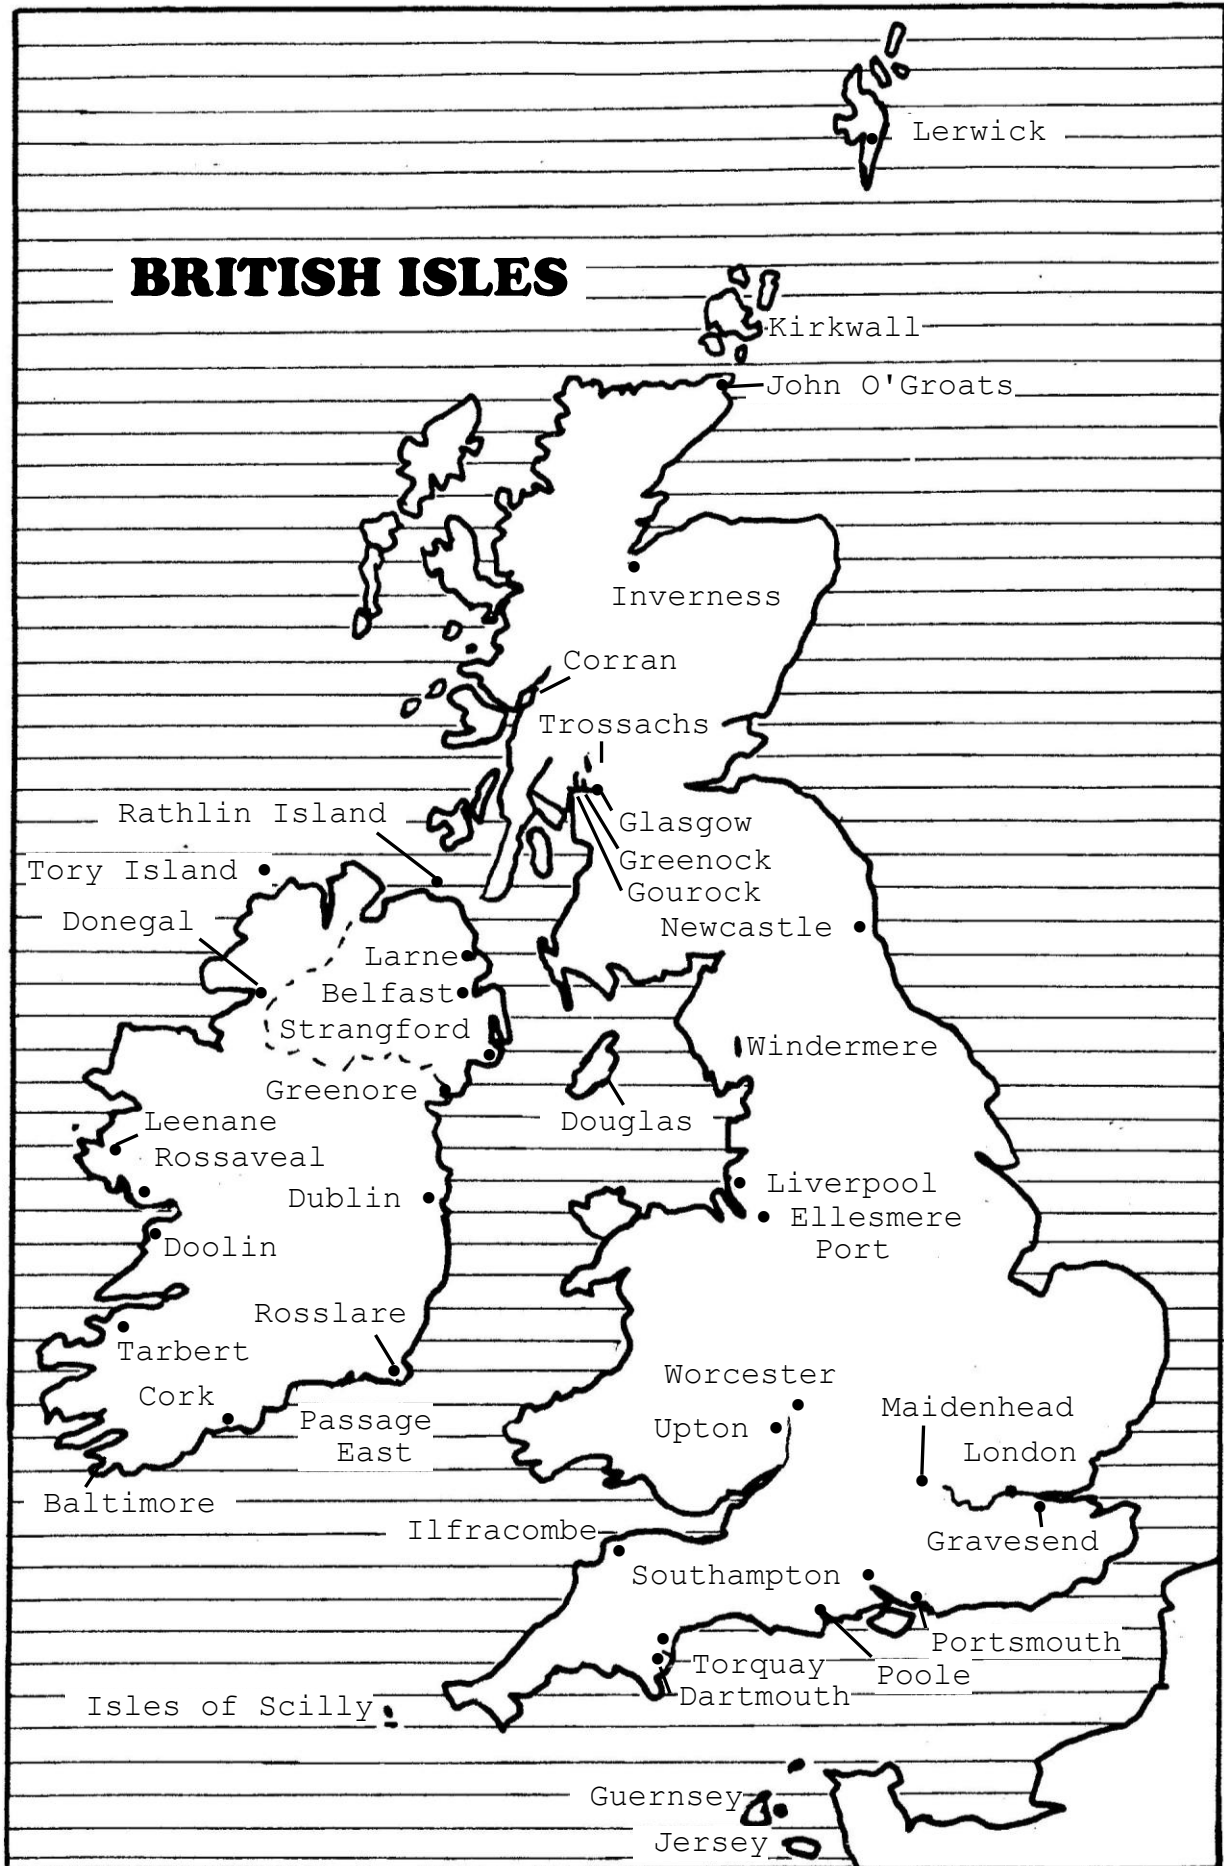 Lerwick
BRITISH ISLES
Kirkwall
John O'Groats
Inverness
Corran
Trossachs
Rathlin Island
Glasgow
Tory Island
Greenock
Gourock
Donegal
Newcastle
Larne
Belfast
Strangford
Windermere
Greenore
Leenane
Douglas
Rossaveal
Liverpool
Dublin
Ellesmere
Port
Doolin
Rosslare
Tarbert
Worcester
Cork
Maidenhead
Passage
East
Upton
London
Baltimore
Ilfracombe
Gravesend
Southampton
Portsmouth
Torquay
Poole
Dartmouth
Isles of Scilly
Guernsey
Jersey